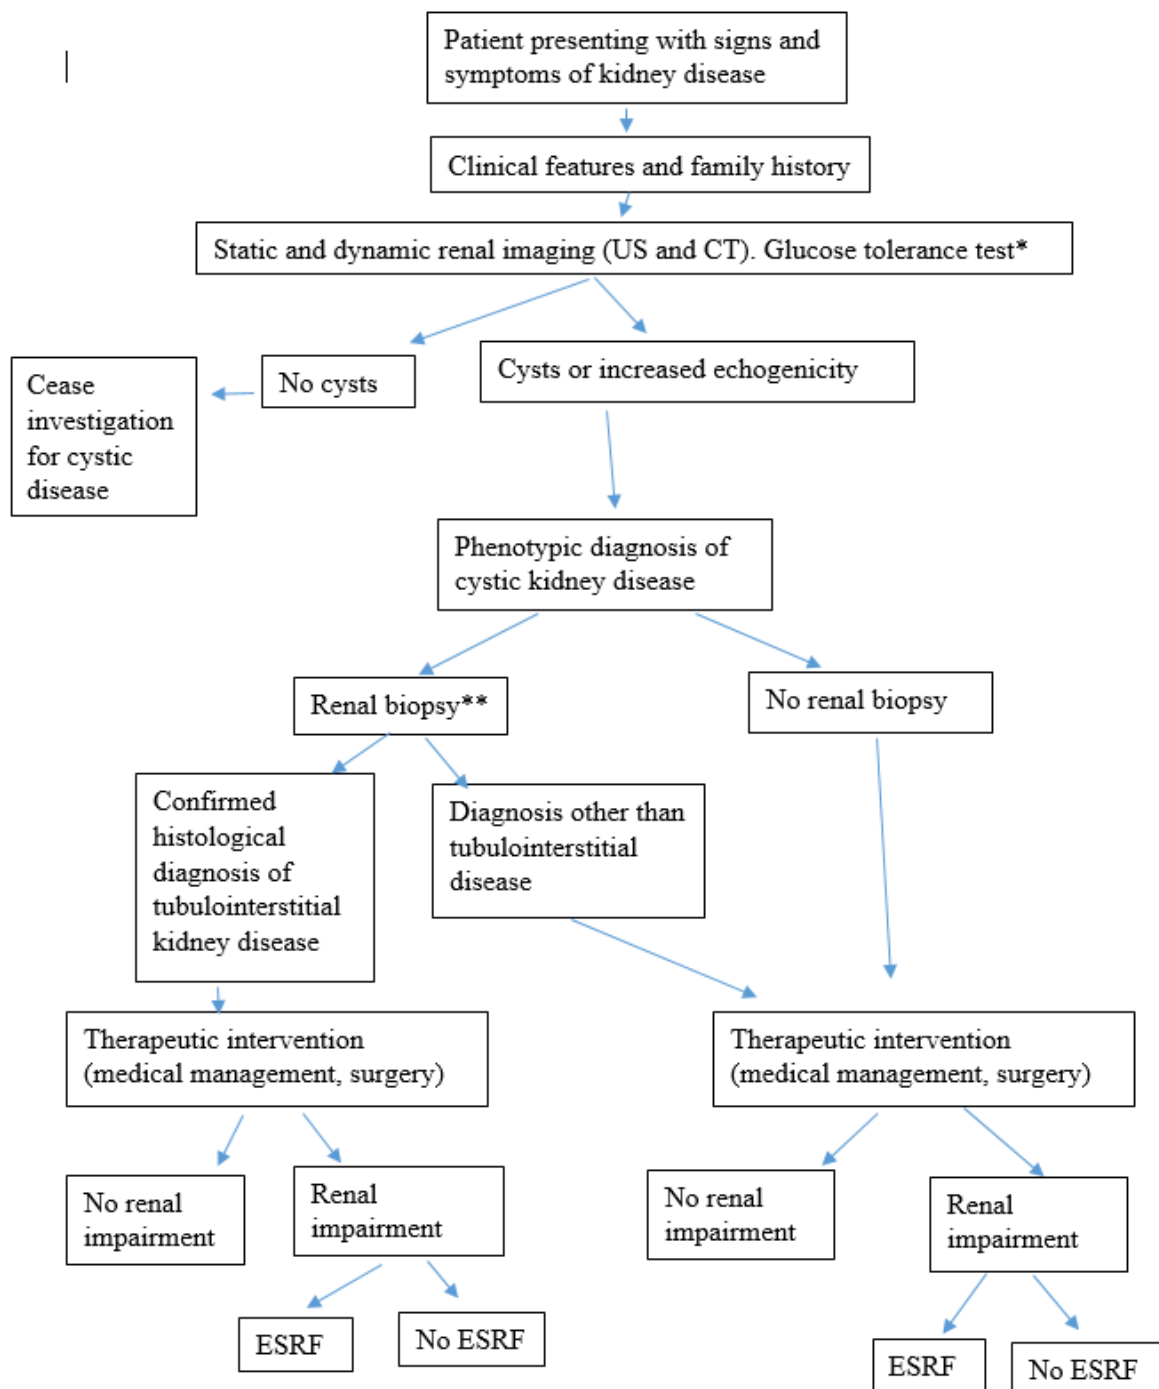 Patient presenting with signs and
symptoms of kidney disease
Clinical features and family history
Static and dynamic renal imaging (US and CT). Glucose tolerance test*
No cysts
Cysts or increased echogenicity
Cease
investigation
for cystic
disease
Phenotypic diagnosis of
cystic kidney disease
Renal biopsy**
No renal biopsy
Confirmed
histological
diagnosis of
tubulointerstitial
kidney disease
Diagnosis other than
tubulointerstitial
disease
Therapeutic intervention
(medical management, surgery)
Therapeutic intervention
(medical management, surgery)
No renal
impairment
Renal
impairment
No renal
impairment
Renal
impairment
ESRF
No ESRF
ESRF
No ESRF